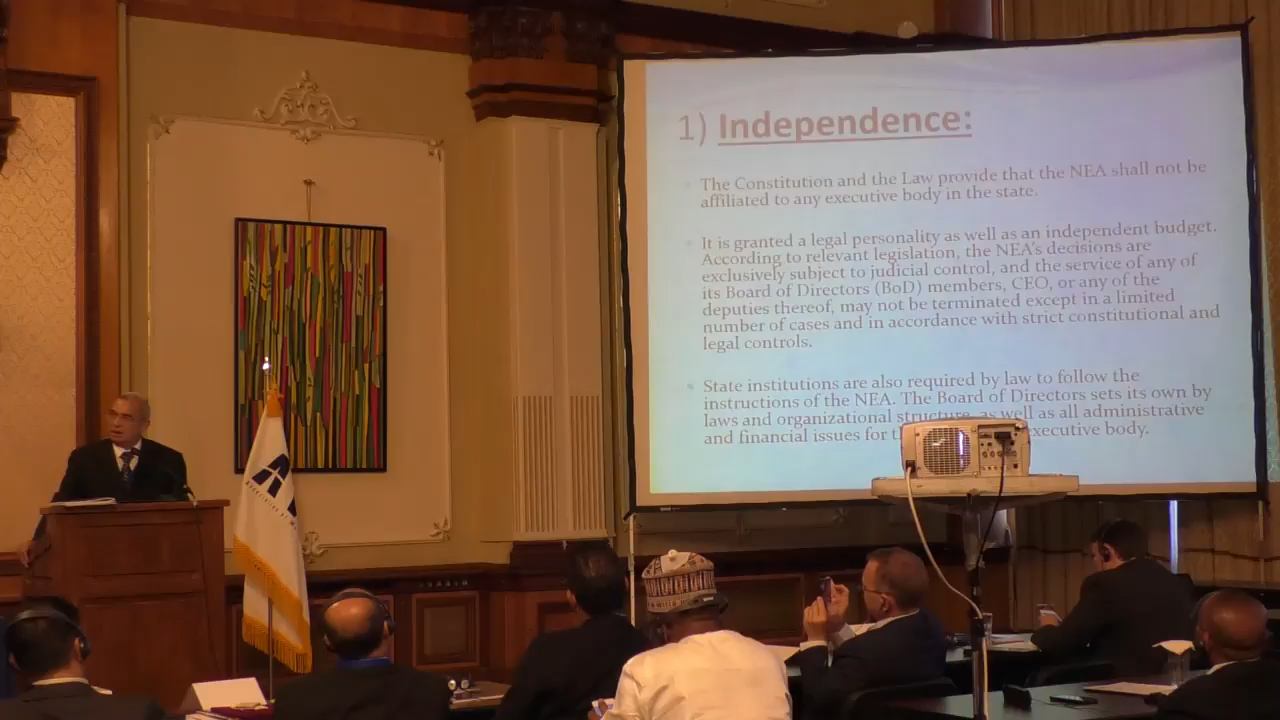 1) Independence:
The Constitution and the Law provide that the NEA shall not be
affiliated to any executive body in the state.
It is granted a legal personality as well as an independent budget.
According to relevant legislation, the NEA's decisions are
exclusively subject to judicial control, and the service of any of
its Board of Directors (BoD) members, CEO, or any of the
deputies thereof, may not be terminated except in a limited
number of cases and in accordance with strict constitutional and
legal controls.
State institutions are also required by law to follow the
instructions of the NEA. The Board of Directors sets its own by
laws and organizational structure, as well as all administrative
and financial issues for executive body.